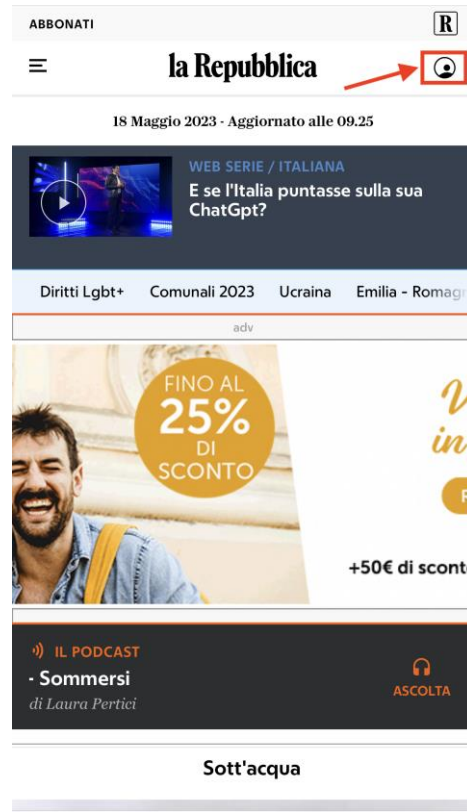 ABBONATI
R
la Repubblica
18 Maggio 2023 - Aggiornato alle 09.25
WEB SERIE / ITALIANA
E se l'Italia puntasse sulla sua
ChatGpt?
Diritti Lgbt+ Comunali 2023 Ucraina Emilia - Romag
adv
FINO AL
25%
DI
SCONTO
V
in
+50€ di scont
IL PODCAST
- Sommersi
di Laura Pertici
ASCOLTA
Sott'acqua